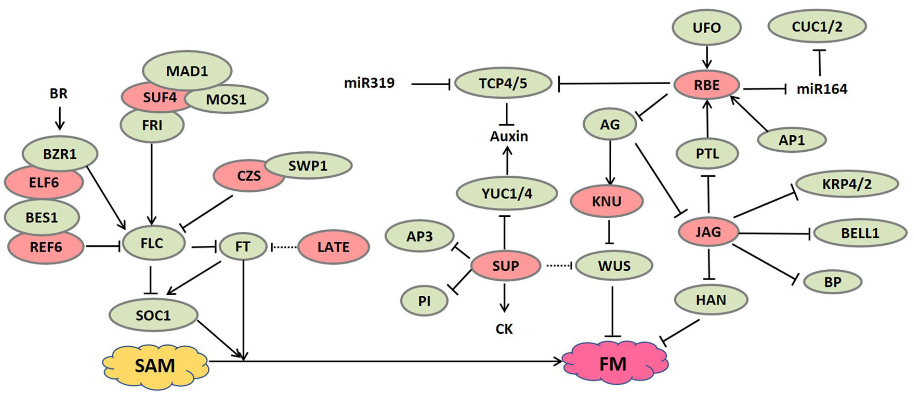 UFO
CUC1/2
MAD1
miR319
TCP4/5
RBE
miR164
BR
SUF4
MOS1
FRI
AG
Auxin
AP1
BZR1
PTL
SWP1
CZS
ELF6
YUC1/4
KNU
KRP4/2
BES1
AP3
JAG
BELL1
REF6
FLC
FT
LATE
SUP
WUS
BP
PI
HAN
SOC1
CK
SAM
FM